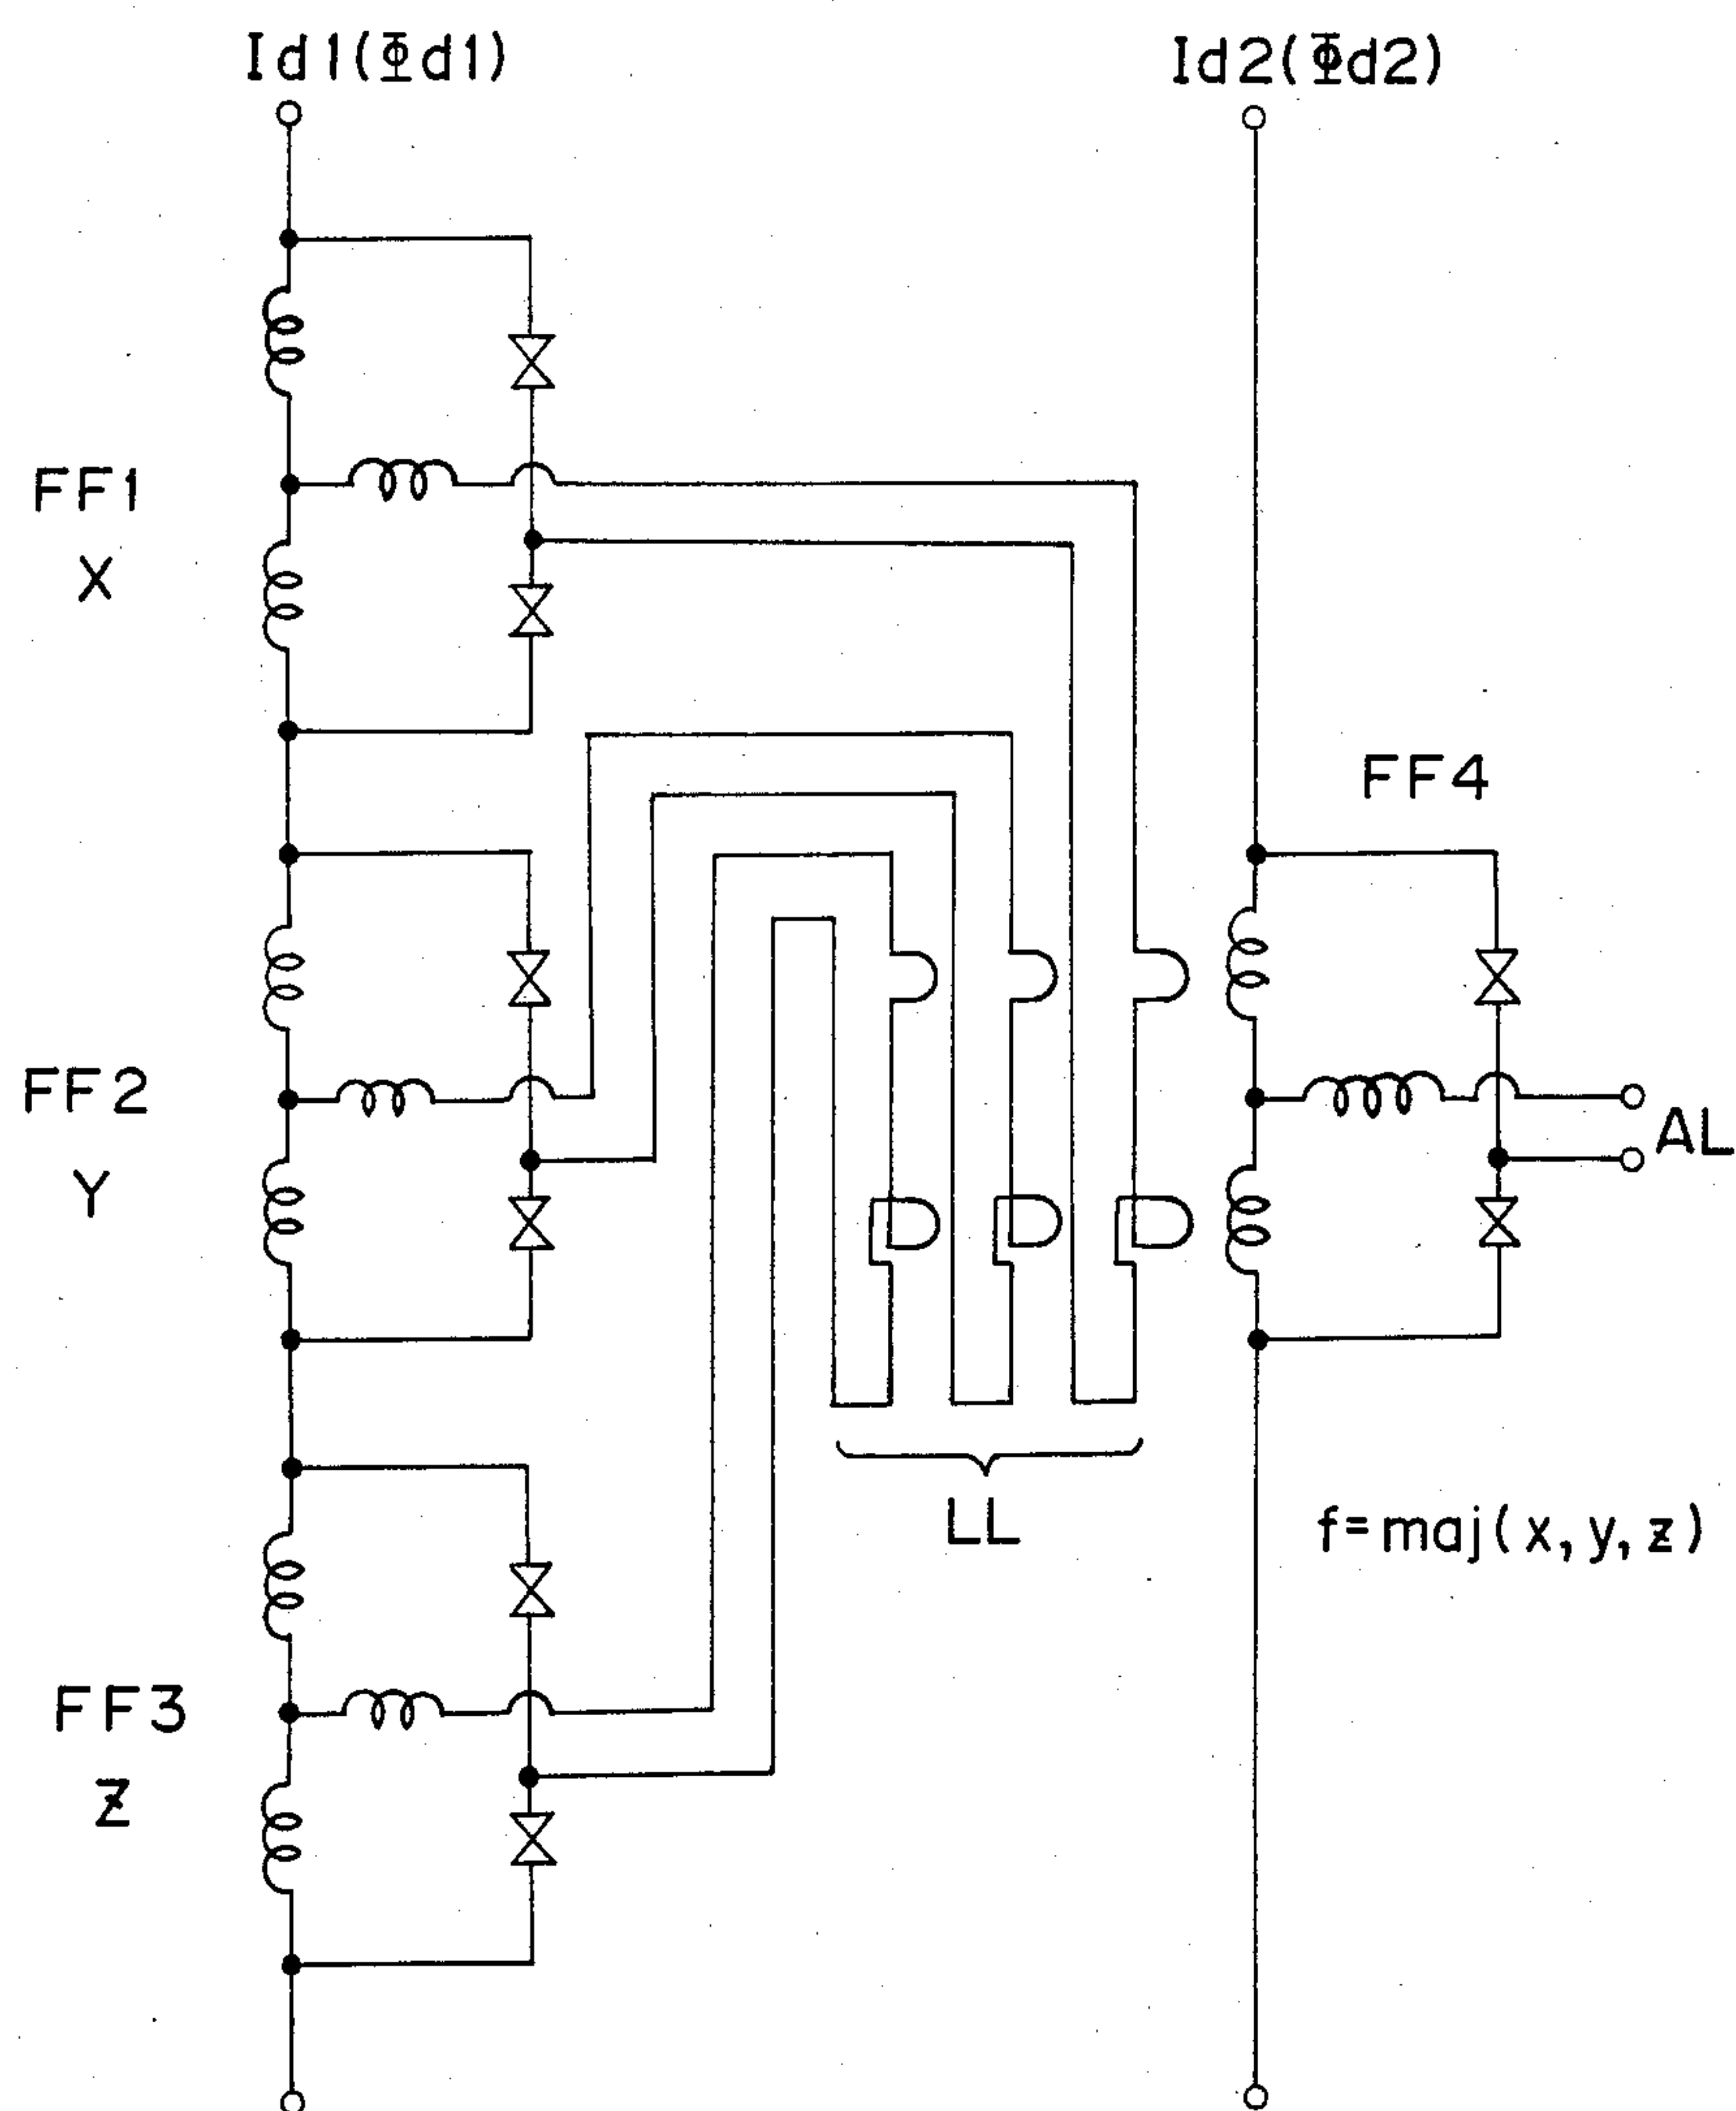 Id1(Φd1)
Id2(Φd2)
FF1
X
FF4
FF2
Y
AL
LL
f=maj(x,y,z)
FF3
Z